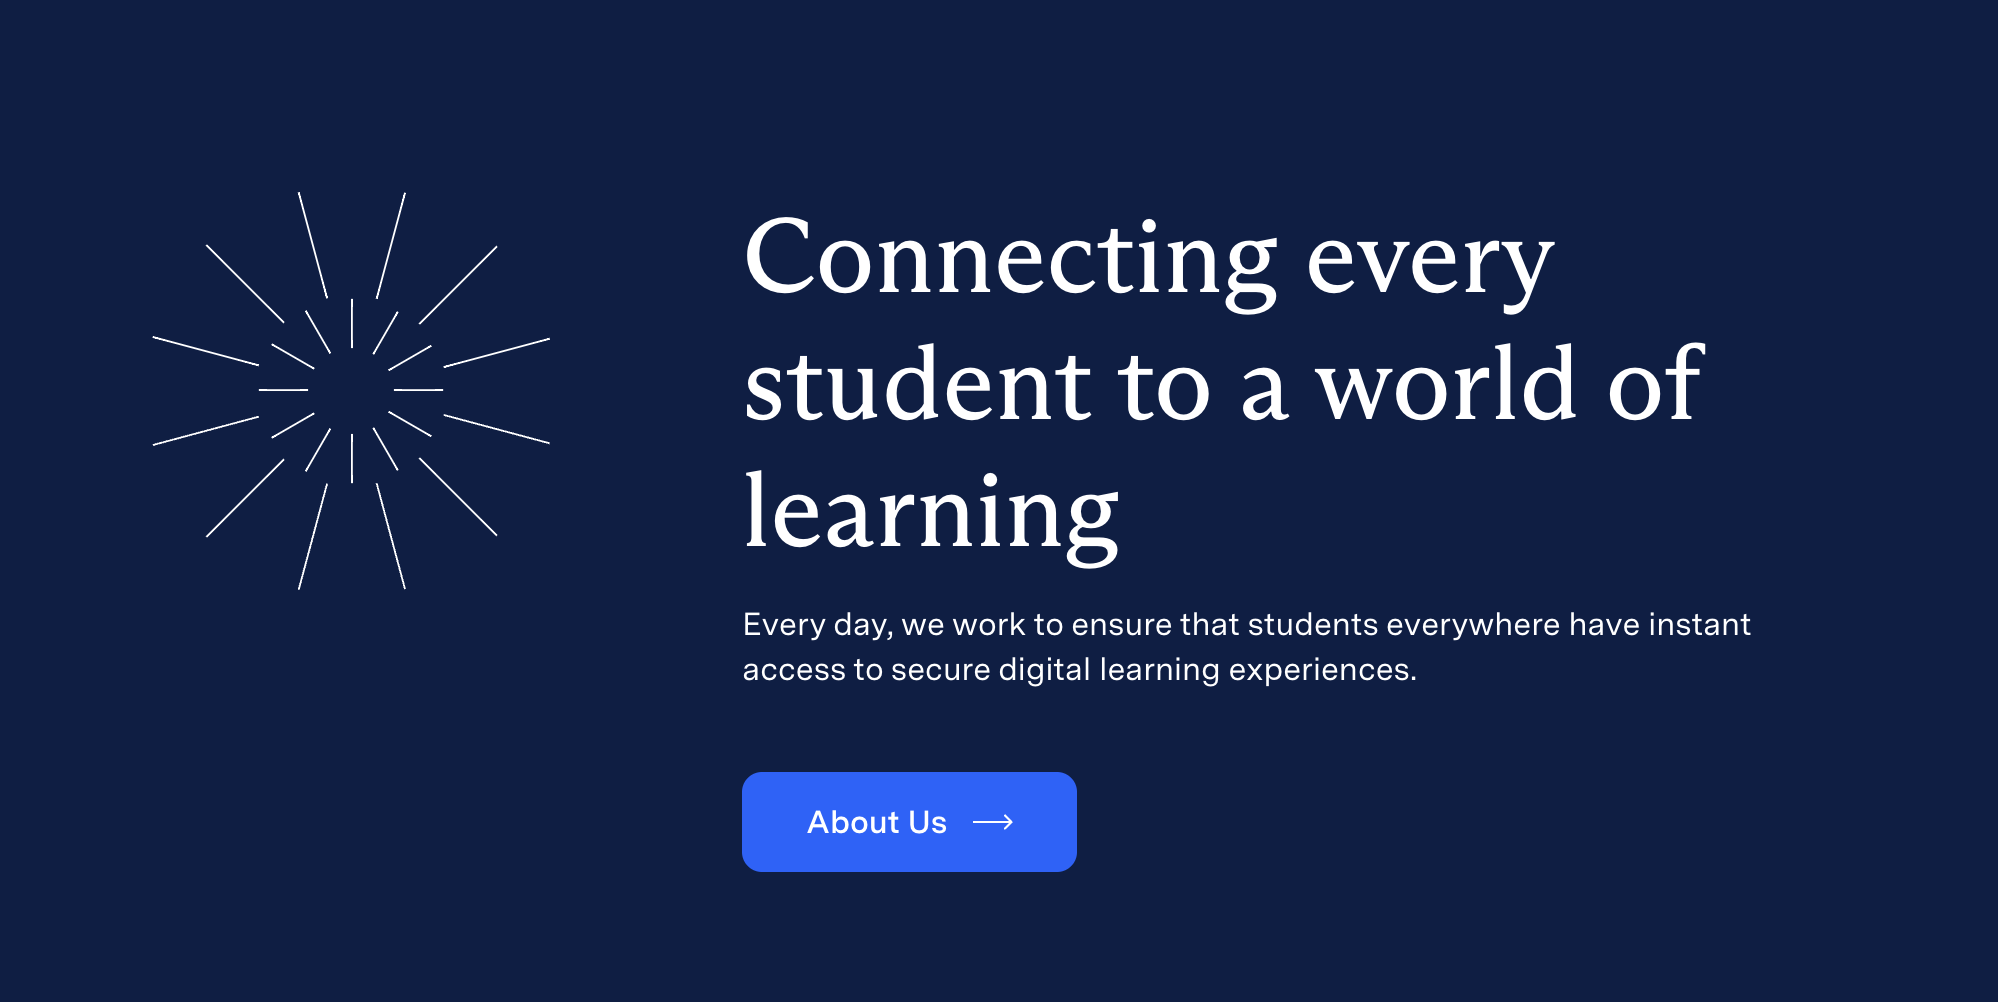 Connecting every
student to a world of
learning
Every day, we work to ensure that students everywhere have instant
access to secure digital learning experiences.
About Us